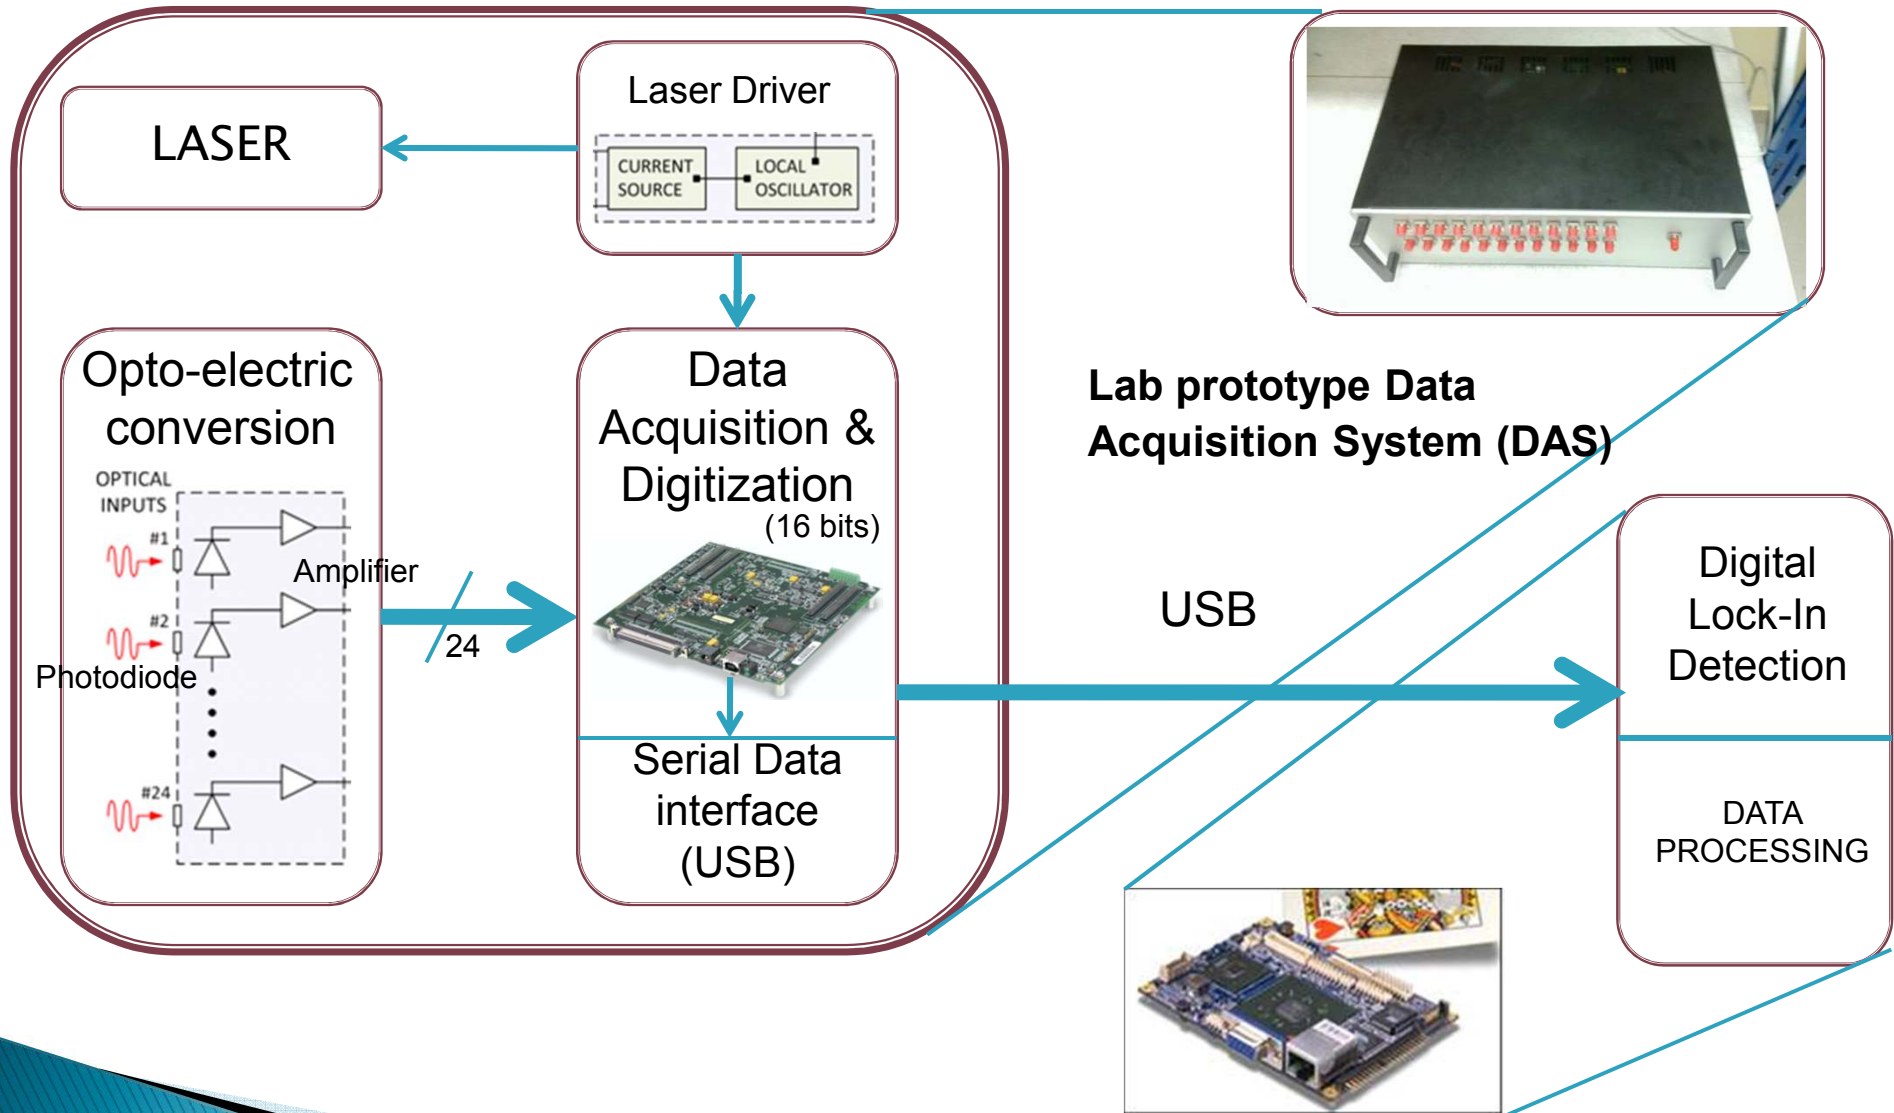 LASER
Laser Driver
CURRENT
SOURCE
LOCAL
OSCILLATOR
Opto-electric
conversion
OPTICAL
INPUTS
#1
Amplifier
#2
Photodiode
#24
24
Data
Acquisition &
Digitization
(16 bits)
Serial Data
interface
(USB)
Lab prototype Data
Acquisition System (DAS)
USB
Digital
Lock-In
Detection
DATA
PROCESSING